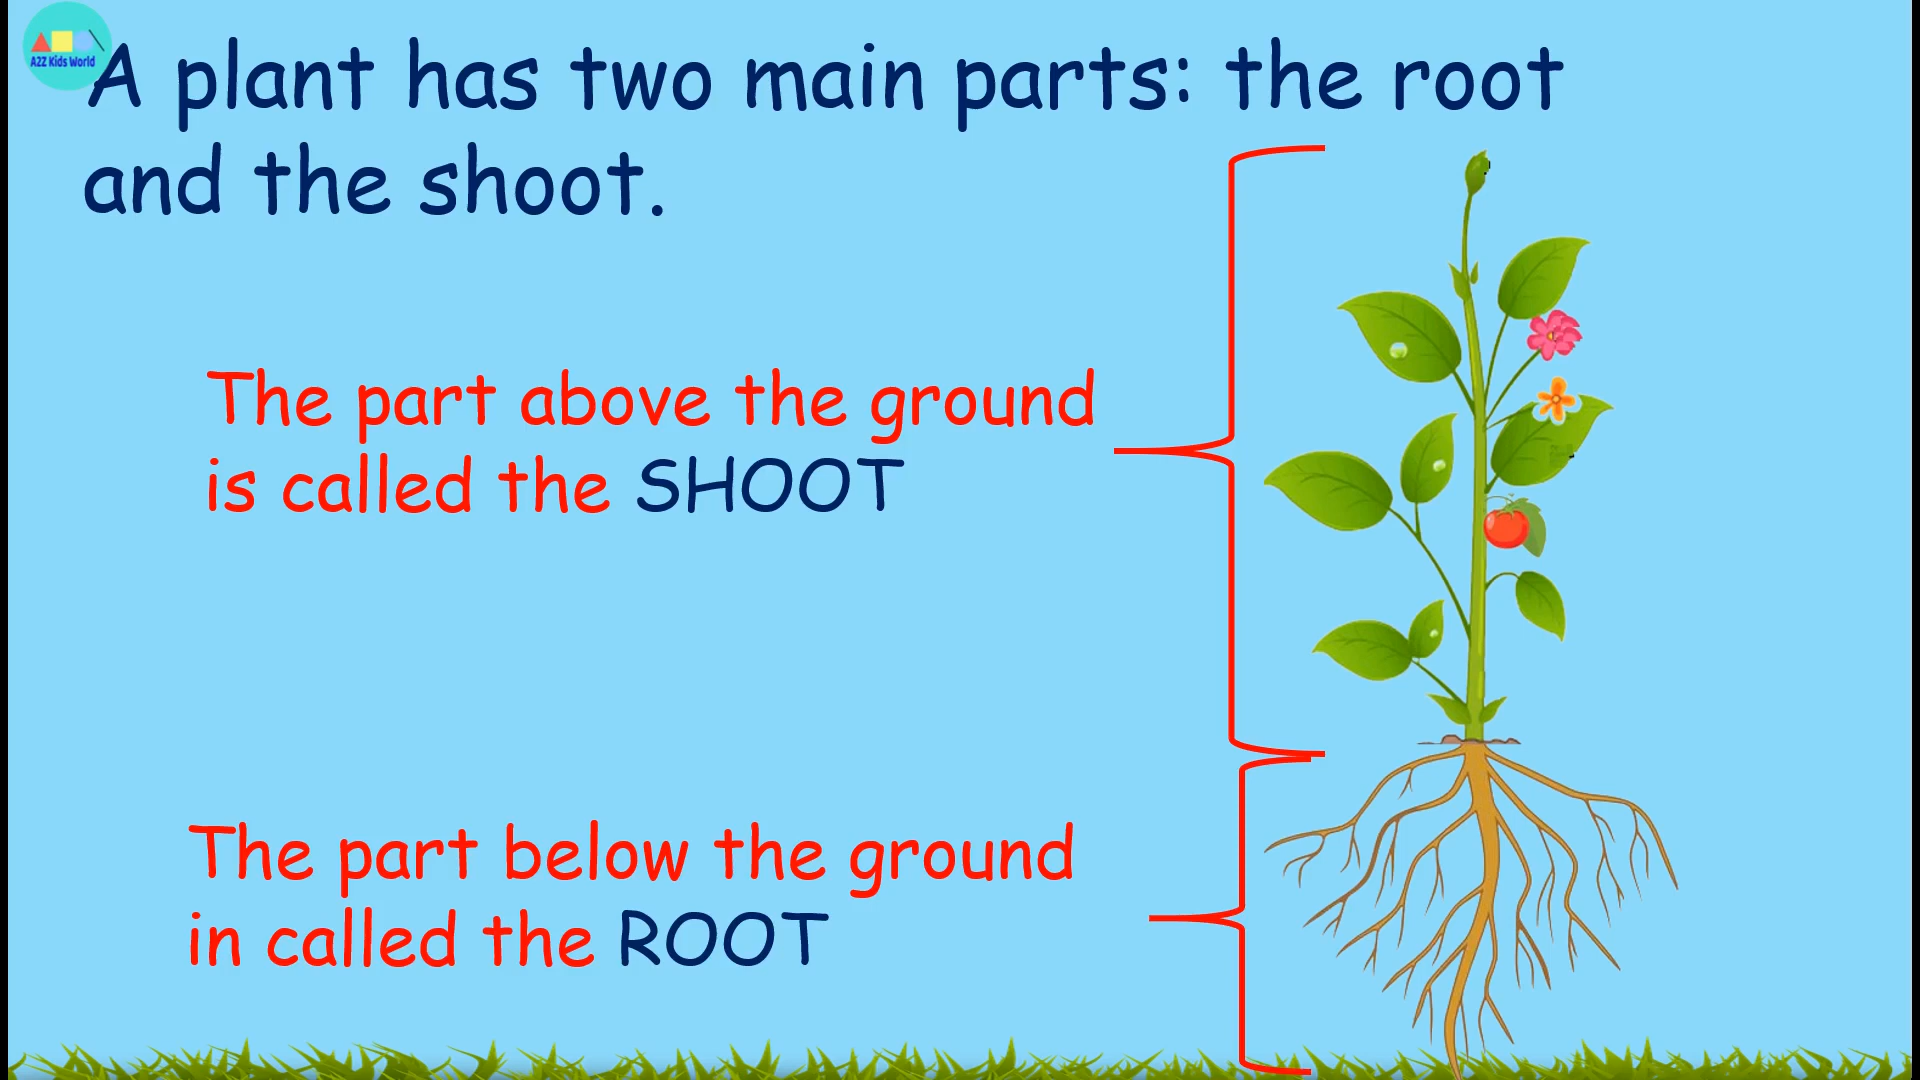 A2Z Kids World
A plant has two main parts: the root
and the shoot.
The part above the ground
is called the SHOOT
The part below the ground
in called the ROOT